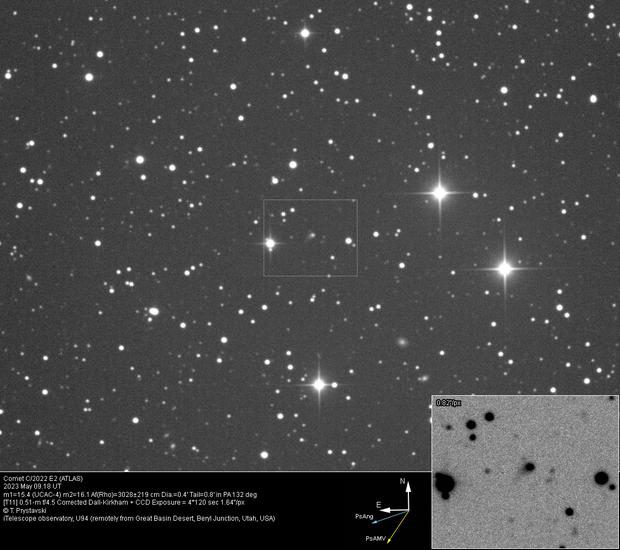 0.82"/px
Comet C/2022 E2 (ATLAS)
2023 May 09.18 UT
m1=15.4 (UCAC-4) m2=16.1 Af(Rho)=3028±219 cm Dia.=0.4' Tail=0.8' in PA 132 deg
[T11] 0.51-m f/4.5 Corrected Dall-Kirkham + CCD Exposure = 4*120 sec 1.64"/px
© T. Prystavski
iTelescope observatory, U94 (remotely from Great Basin Desert, Beryl Junction, Utah, USA)
N
E
PsAng
PsAMV